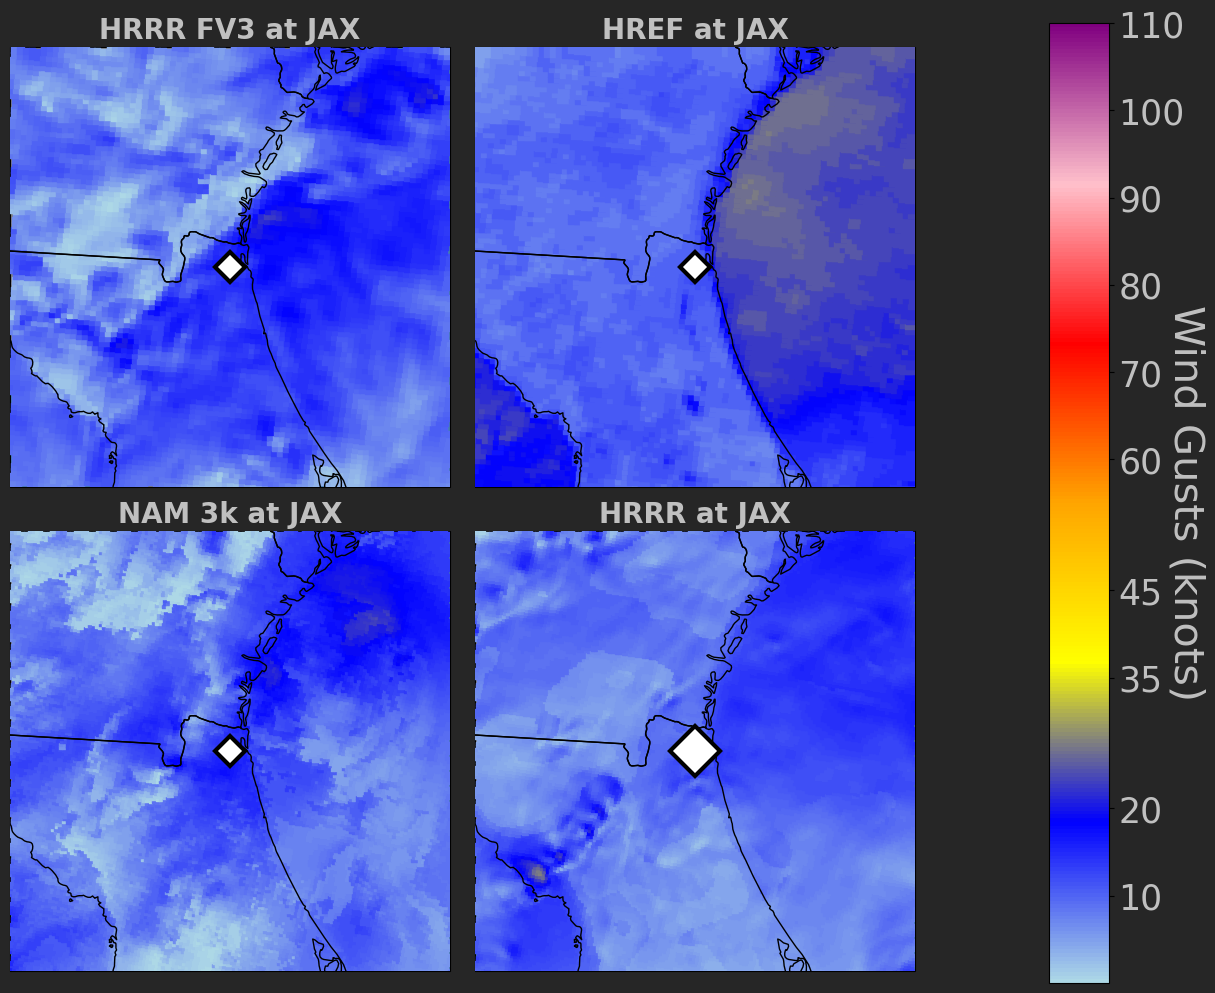 HRRR FV3 at JAX
HREF at JAX
NAM 3k at JAX
HRRR at JAX
110
100
90
80
70
60
45
35
20
10
Wind Gusts (knots)